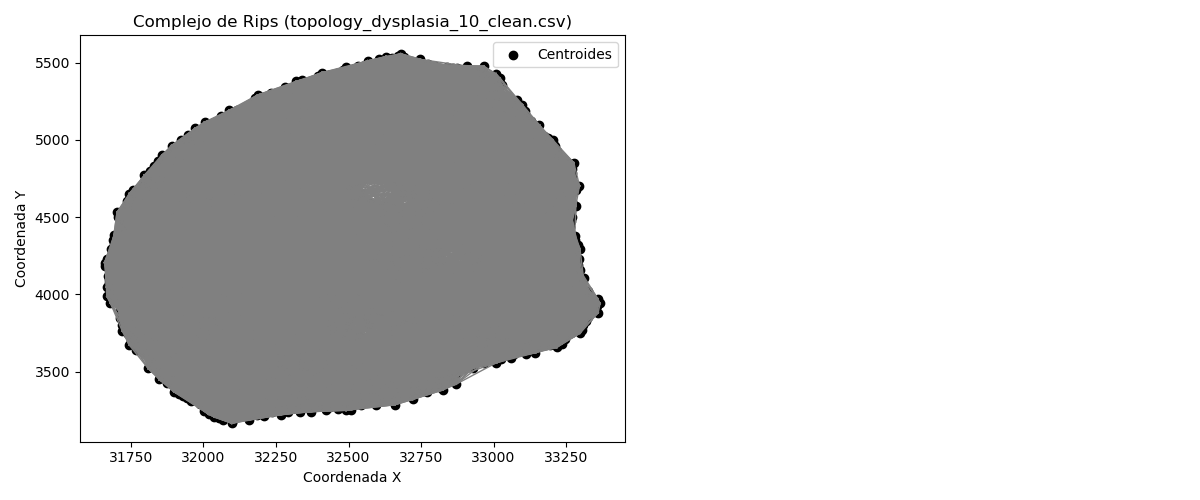 Complejo de Rips (topology_dysplasia_10_clean.csv)
Centroides
5500
5000
4500
4000
3500
Coordenada Y
31750 32000 32250 32500 32750 33000 33250
Coordenada X